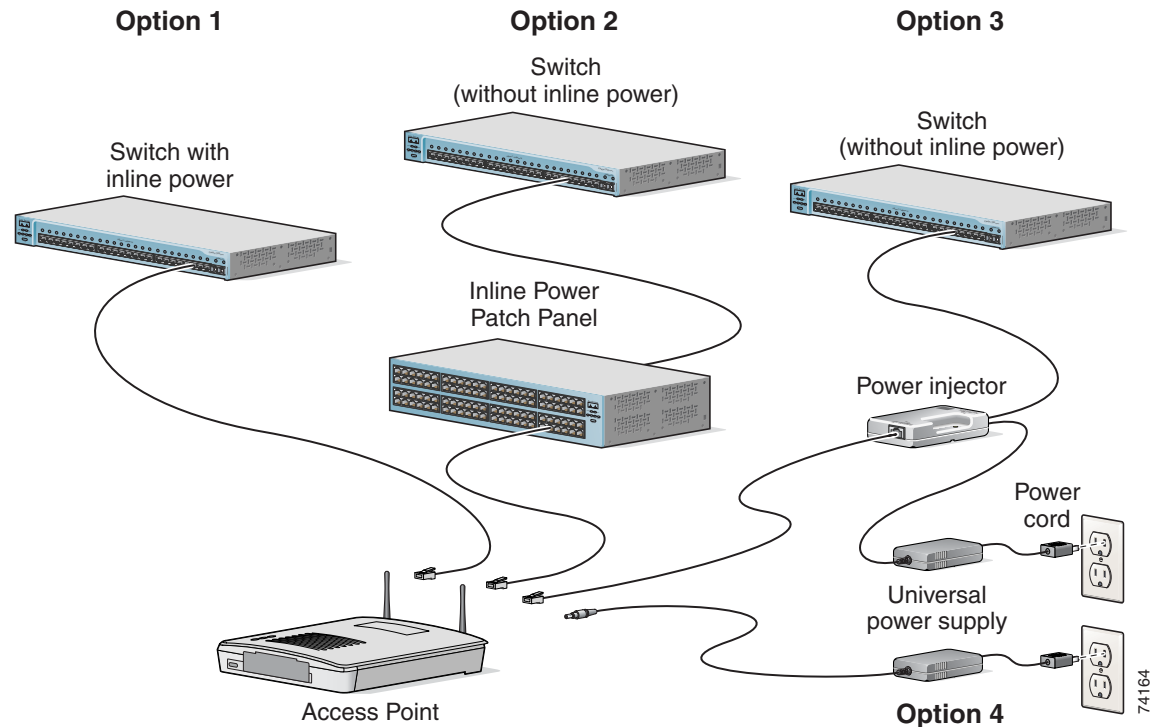 Option 1
Option 2
Option 3
Switch
(without inline power)
Switch
(without inline power)
Switch with
inline power
Inline Power
Patch Panel
Power injector
Power
cord
Universal
power supply
Access Point
Option 4
74164